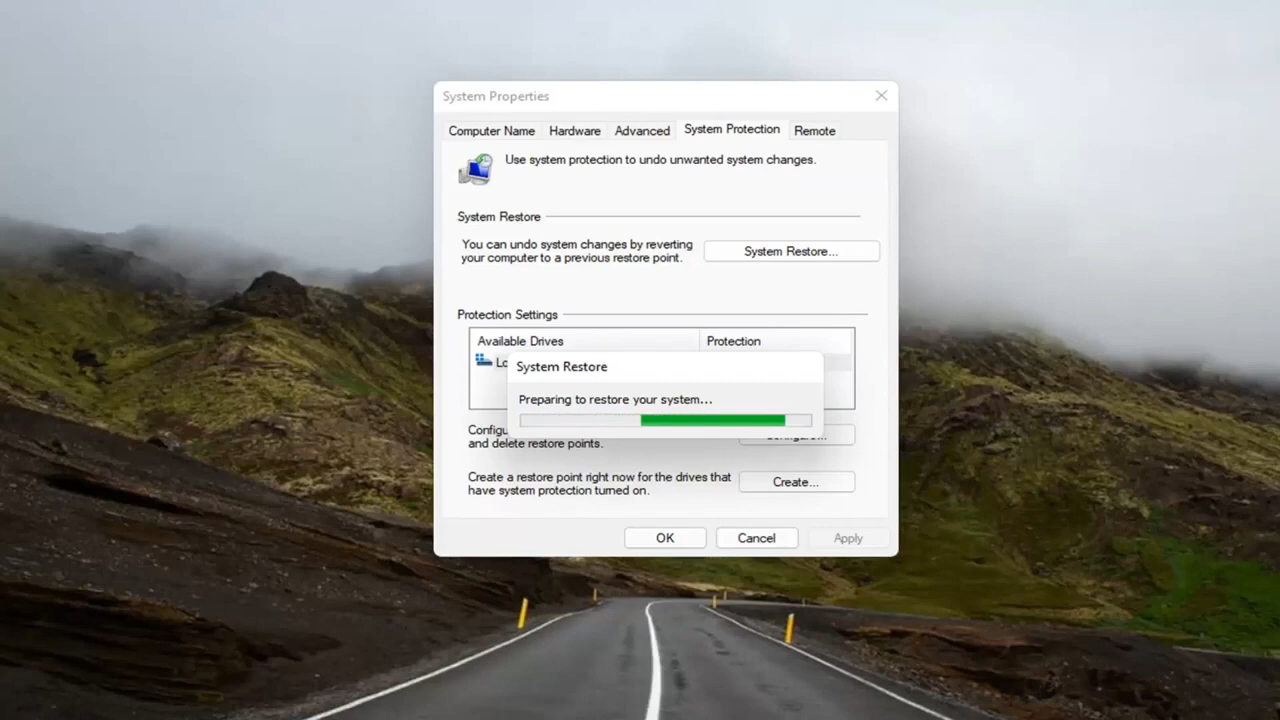 System Properties
Computer Name Hardware Advanced System Protection Remote
Use system protection to undo unwanted system changes.
System Restore
You can undo system changes by reverting
your computer to a previous restore point.
System Restore...
Protection Settings
Available Drives Protection
Lo
System Restore
Preparing to restore your system...
Configu
and delete restore points.
Create a restore point right now for the drives that
have system protection turned on.
Create...
OK Cancel Apply